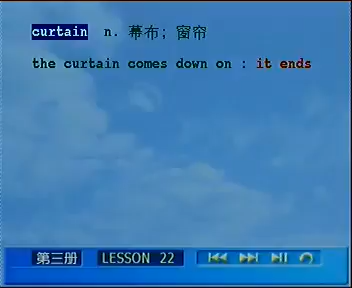 curtain n. 幕布; 窗帘
the curtain comes down on : it ends
第三册 LESSON 22